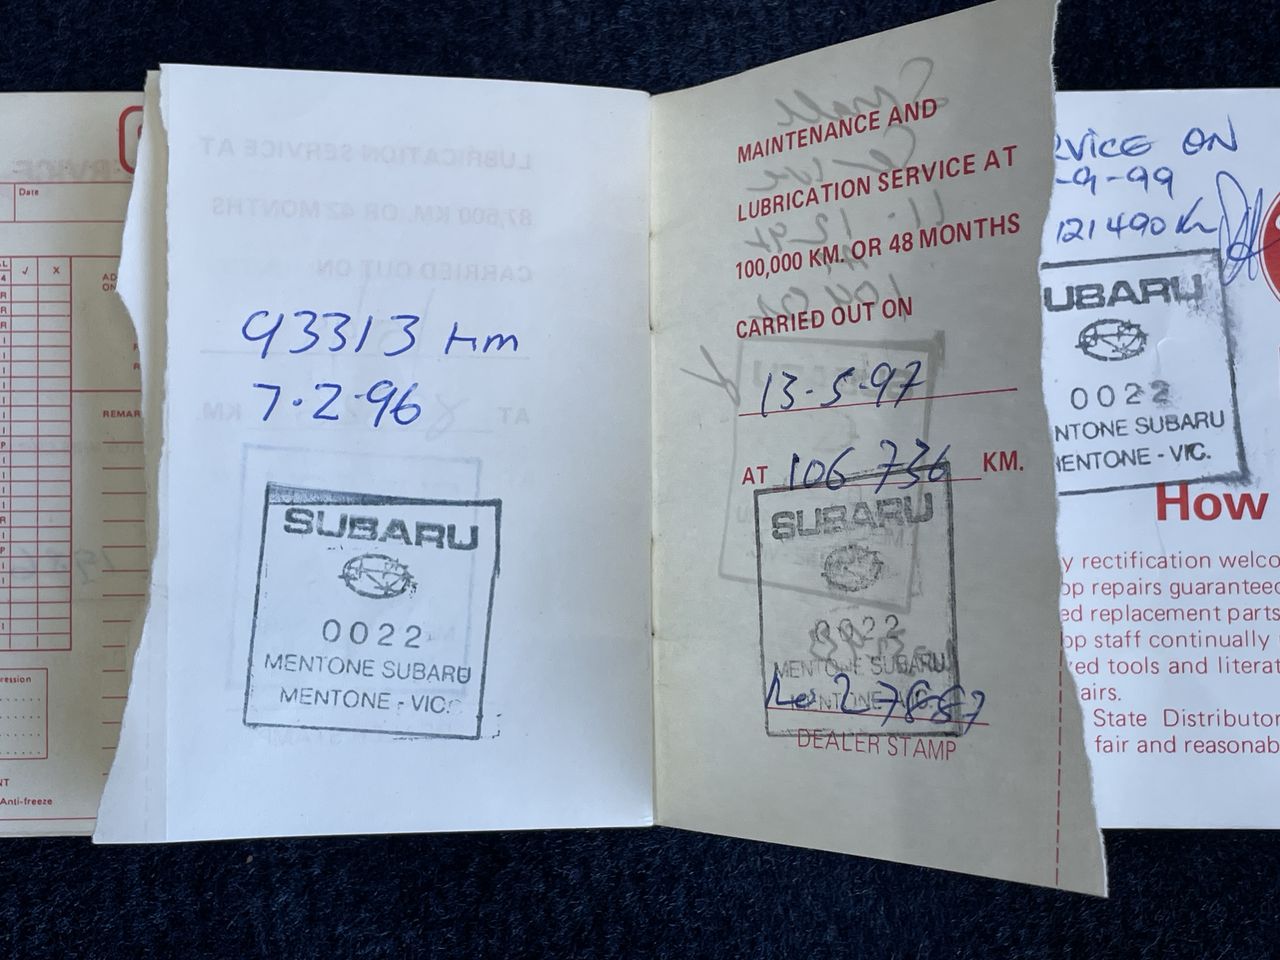 Date
REMAR
Anti-freeze
93313 Km
7.2.96
SUBARU
0022
MENTONE SUBARU
MENTONE - VIC.
MAINTENANCE AND
LUBRICATION SERVICE AT
100,000 KM. OR 48 MONTHS
CARRIED OUT ON
13-5-97
AT 106 736 KM.
SUBARU
0022
MENTONE SUBARU
DEALER STAMP
RVICE ON
-9-99
121490 Km
UBARU
0022
NTONE SUBARU
MENTONE - VIC.
How
y rectification welco
op repairs guaranteed
ed replacement parts
op staff continually
ed tools and literat
airs.
State Distributor
fair and reasonab